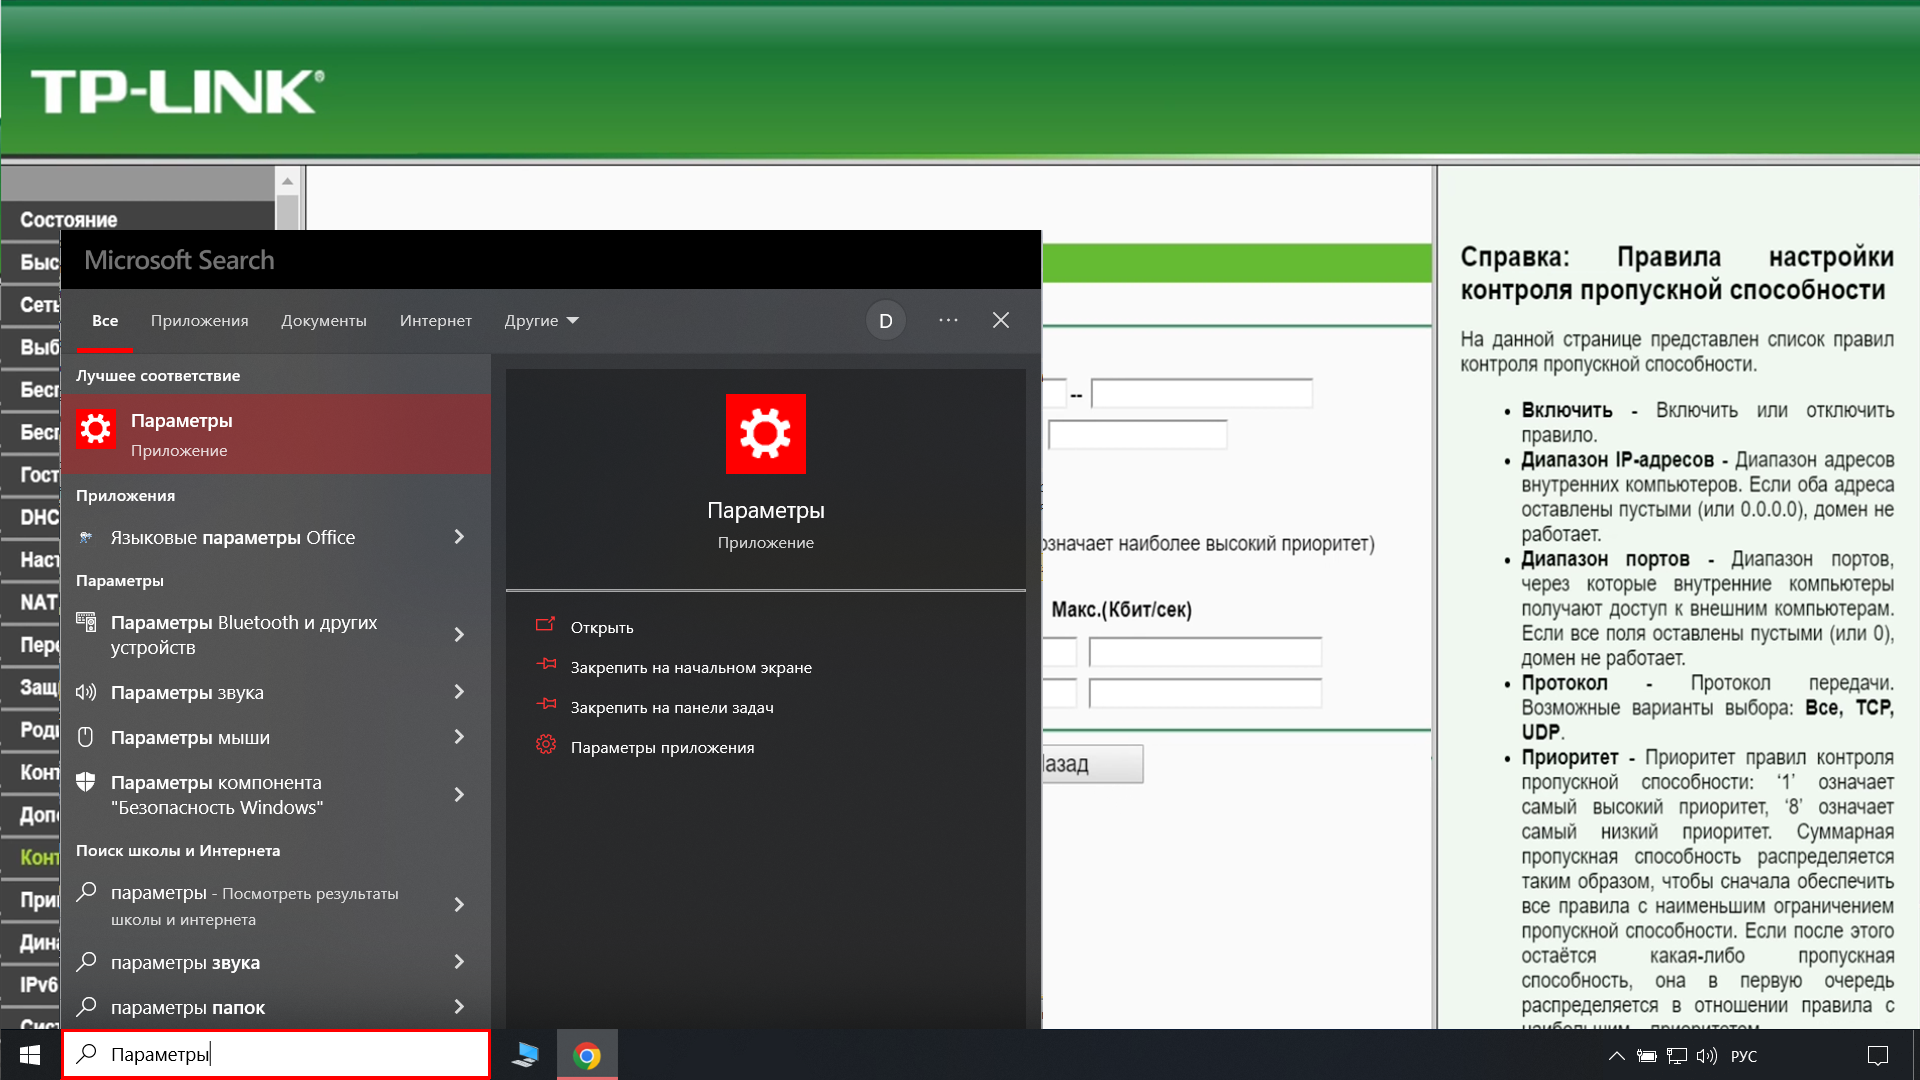 TP-LINK®
Состояние
Microsoft Search
Все Приложения Документы Интернет Другие
D
Лучшее соответствие
Параметры
Приложение
Приложения
Языковые параметры Office
Параметры
Параметры Bluetooth и других
устройств
Параметры звука
Параметры мыши
Параметры компонента
"Безопасность Windows"
Поиск школы и Интернета
параметры - Посмотреть результаты
школы и интернета
параметры звука
параметры папок
Параметры
Параметры
Приложение
Открыть
Закрепить на начальном экране
Закрепить на панели задач
Параметры приложения
--
означает наиболее высокий приоритет)
Макс.(Кбит/сек)
Назад
Справка: Правила настройки
контроля пропускной способности
На данной странице представлен список правил
контроля пропускной способности.
• Включить - Включить или отключить
правило.
• Диапазон IP-адресов - Диапазон адресов
внутренних компьютеров. Если оба адреса
оставлены пустыми (или 0.0.0.0), домен не
работает.
• Диапазон портов - Диапазон портов,
через которые внутренние компьютеры
получают доступ к внешним компьютерам.
Если все поля оставлены пустыми (или 0),
домен не работает.
• Протокол - Протокол передачи.
Возможные варианты выбора: Все, TCP,
UDP.
• Приоритет - Приоритет правил контроля
пропускной способности: ‘1’ означает
самый высокий приоритет, ‘8’ означает
самый низкий приоритет. Суммарная
пропускная способность распределяется
таким образом, чтобы сначала обеспечить
все правила с наименьшим ограничением
пропускной способности. Если после этого
остаётся какая-либо пропускная
способность, она в первую очередь
распределяется в отношении правила с
наибольшим приоритетом
Быс
Сеть
Выб
Бесп
Бесп
Гост
DHC
Наст
NAT
Пере
Защ
Роди
Конт
Допо
Конт
При
Дина
IPv6
Сист
РУС